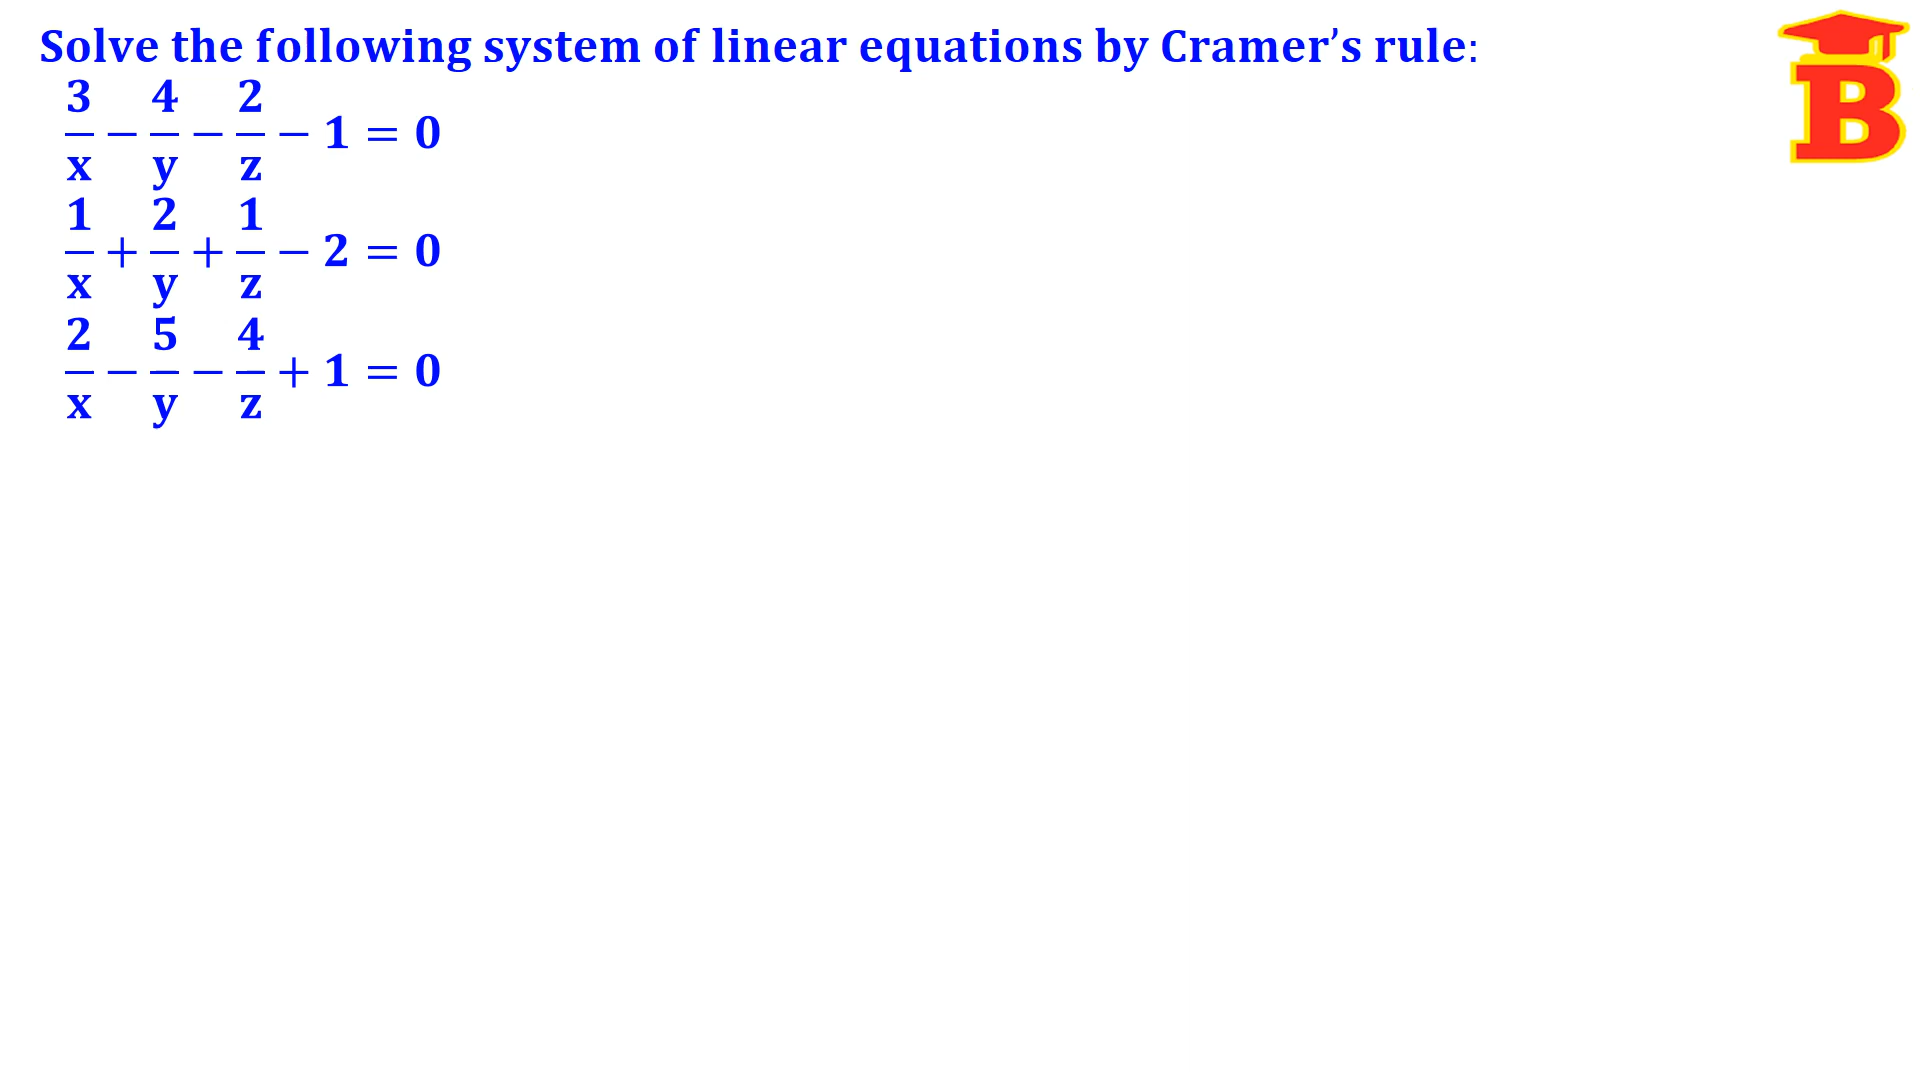 Solve the following system of linear equations by Cramer’s rule:
3/x − 4/y − 2/z − 1 = 0
1/x + 2/y + 1/z − 2 = 0
2/x − 5/y − 4/z + 1 = 0
B